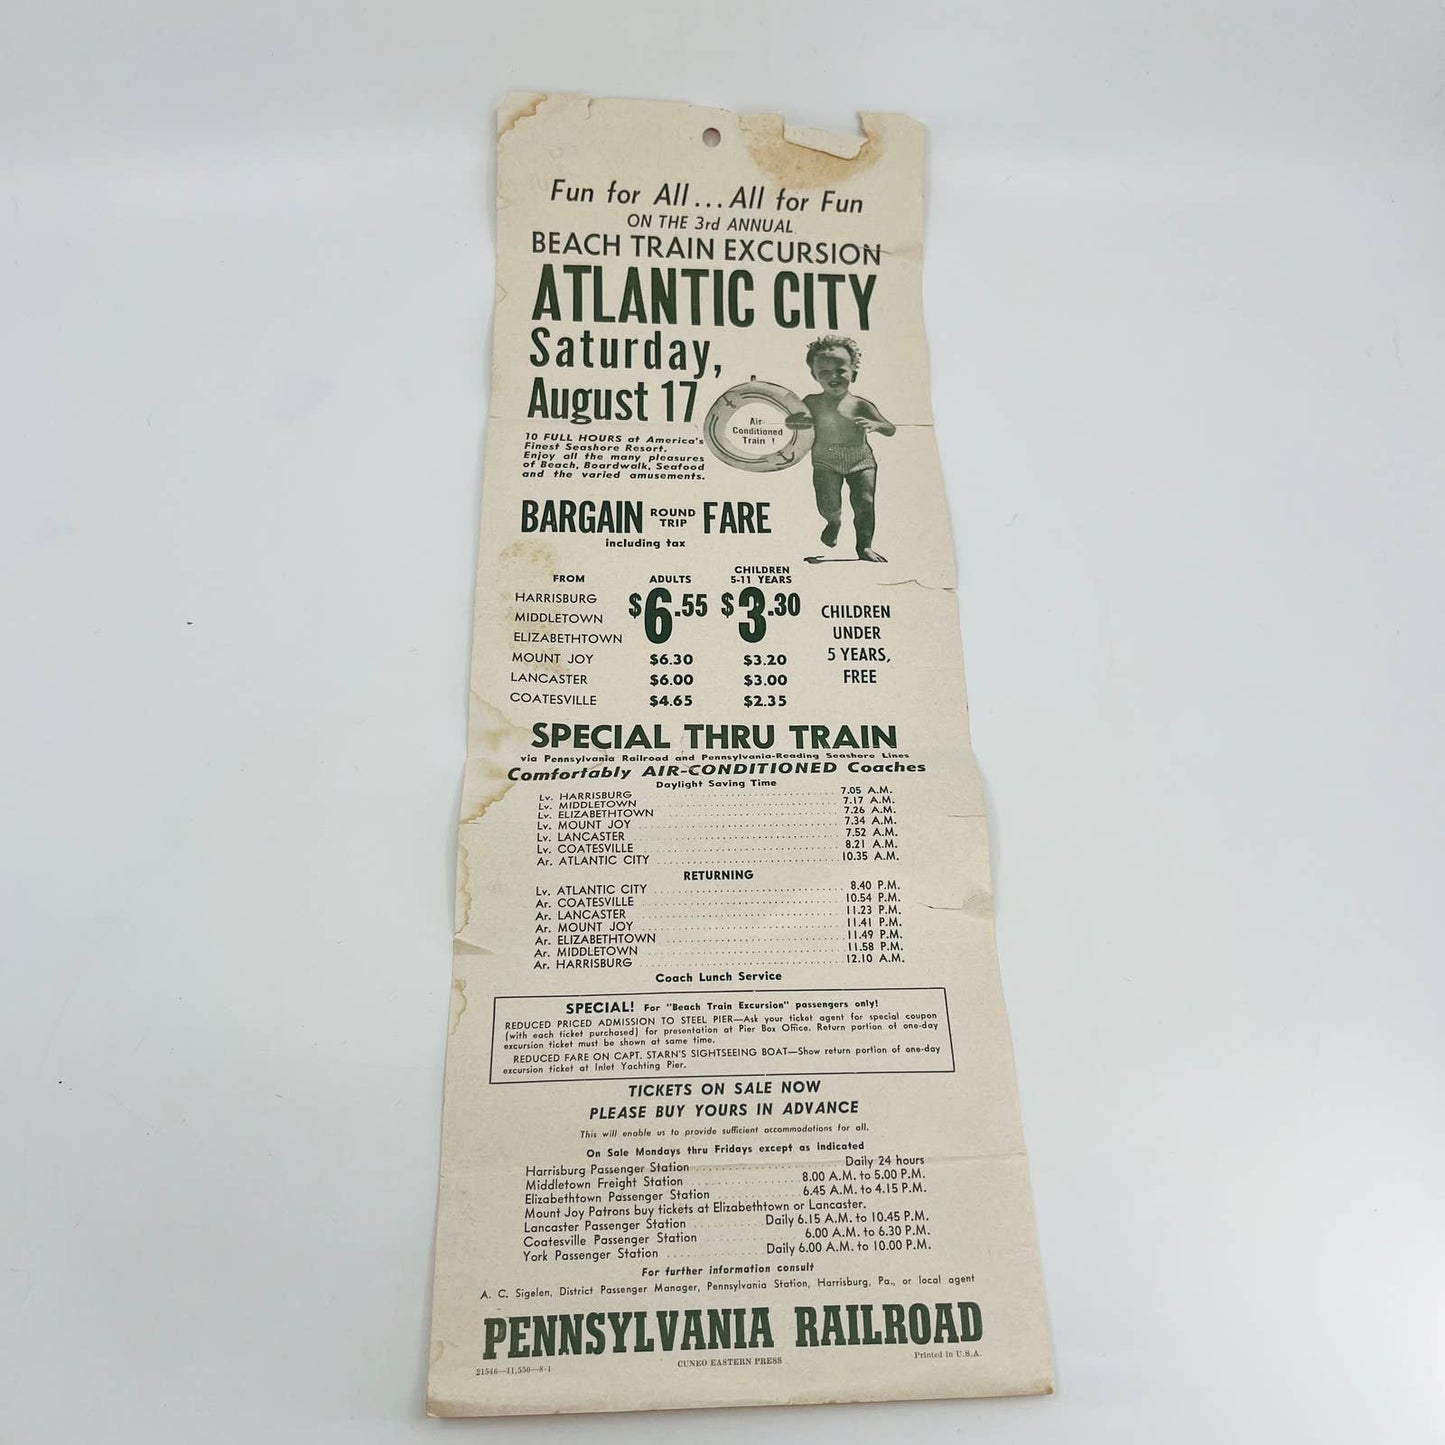 Fun for All...All for Fun
ON THE 3rd ANNUAL
BEACH TRAIN EXCURSION
ATLANTIC CITY
Saturday,
August 17
Air-
Conditioned
Train !
10 FULL HOURS at America's
Finest Seashore Resort.
Enjoy all the many pleasures
of Beach, Boardwalk, Seafood
and the varied amusements.
BARGAIN ROUND TRIP FARE
including tax
FROM ADULTS CHILDREN 5-11 YEARS
HARRISBURG
MIDDLETOWN $6.55 $3.30
ELIZABETHTOWN
MOUNT JOY $6.30 $3.20
LANCASTER $6.00 $3.00
COATESVILLE $4.65 $2.35
CHILDREN
UNDER
5 YEARS,
FREE
SPECIAL THRU TRAIN
via Pennsylvania Railroad and Pennsylvania-Reading Seashore Lines
Comfortably AIR-CONDITIONED Coaches
Daylight Saving Time
Lv. HARRISBURG 7.05 A.M.
Lv. MIDDLETOWN 7.17 A.M.
Lv. ELIZABETHTOWN 7.26 A.M.
Lv. MOUNT JOY 7.34 A.M.
Lv. LANCASTER 7.52 A.M.
Lv. COATESVILLE 8.21 A.M.
Ar. ATLANTIC CITY 10.35 A.M.
RETURNING
Lv. ATLANTIC CITY 8.40 P.M.
Ar. COATESVILLE 10.54 P.M.
Ar. LANCASTER 11.23 P.M.
Ar. MOUNT JOY 11.41 P.M.
Ar. ELIZABETHTOWN 11.49 P.M.
Ar. MIDDLETOWN 11.58 P.M.
Ar. HARRISBURG 12.10 A.M.
Coach Lunch Service
SPECIAL! For "Beach Train Excursion" passengers only!
REDUCED PRICED ADMISSION TO STEEL PIER—Ask your ticket agent for special coupon
(with each ticket purchased) for presentation at Pier Box Office. Return portion of one-day
excursion ticket must be shown at same time.
REDUCED FARE ON CAPT. STARN'S SIGHTSEEING BOAT—Show return portion of one-day
excursion ticket at Inlet Yachting Pier.
TICKETS ON SALE NOW
PLEASE BUY YOURS IN ADVANCE
This will enable us to provide sufficient accommodations for all.
On Sale Mondays thru Fridays except as indicated
Harrisburg Passenger Station Daily 24 hours
Middletown Freight Station 8.00 A.M. to 5.00 P.M.
Elizabethtown Passenger Station 6.45 A.M. to 4.15 P.M.
Mount Joy Patrons buy tickets at Elizabethtown or Lancaster.
Lancaster Passenger Station Daily 6.15 A.M. to 10.45 P.M.
Coatesville Passenger Station 6.00 A.M. to 6.30 P.M.
York Passenger Station Daily 6.00 A.M. to 10.00 P.M.
For further information consult
A. C. Sigelen, District Passenger Manager, Pennsylvania Station, Harrisburg, Pa., or local agent
PENNSYLVANIA RAILROAD
21546—11,550—8-1 CUNEO EASTERN PRESS Printed in U.S.A.